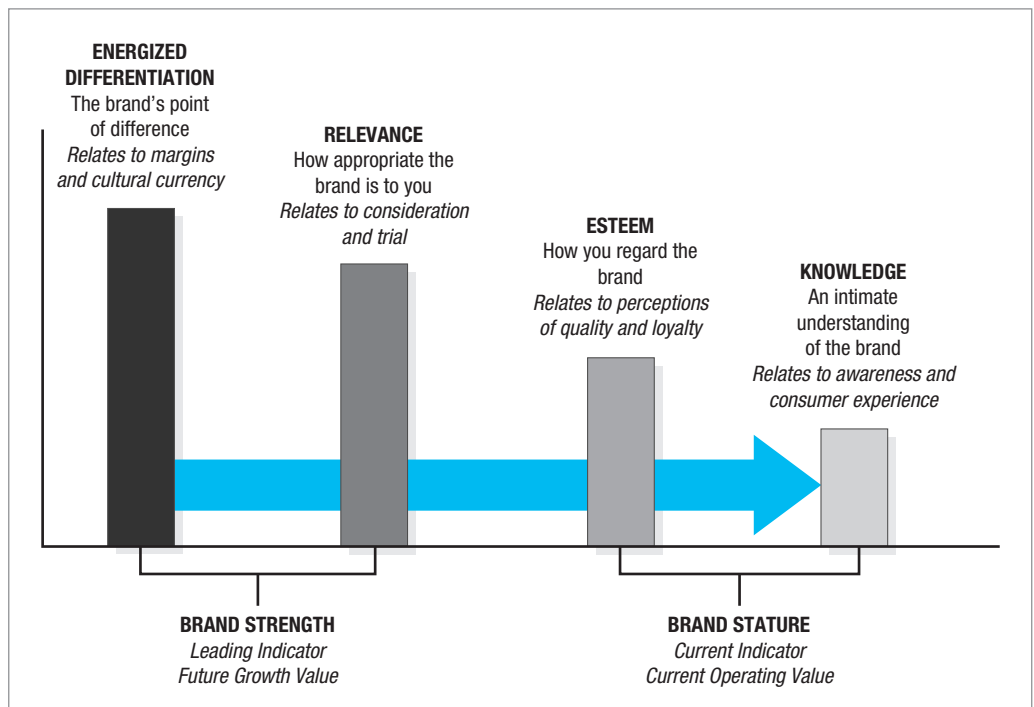 ENERGIZED
DIFFERENTIATION
The brand’s point
of difference
Relates to margins
and cultural currency
RELEVANCE
How appropriate the
brand is to you
Relates to consideration
and trial
ESTEEM
How you regard the
brand
Relates to perceptions
of quality and loyalty
KNOWLEDGE
An intimate
understanding
of the brand
Relates to awareness and
consumer experience
BRAND STRENGTH
Leading Indicator
Future Growth Value
BRAND STATURE
Current Indicator
Current Operating Value